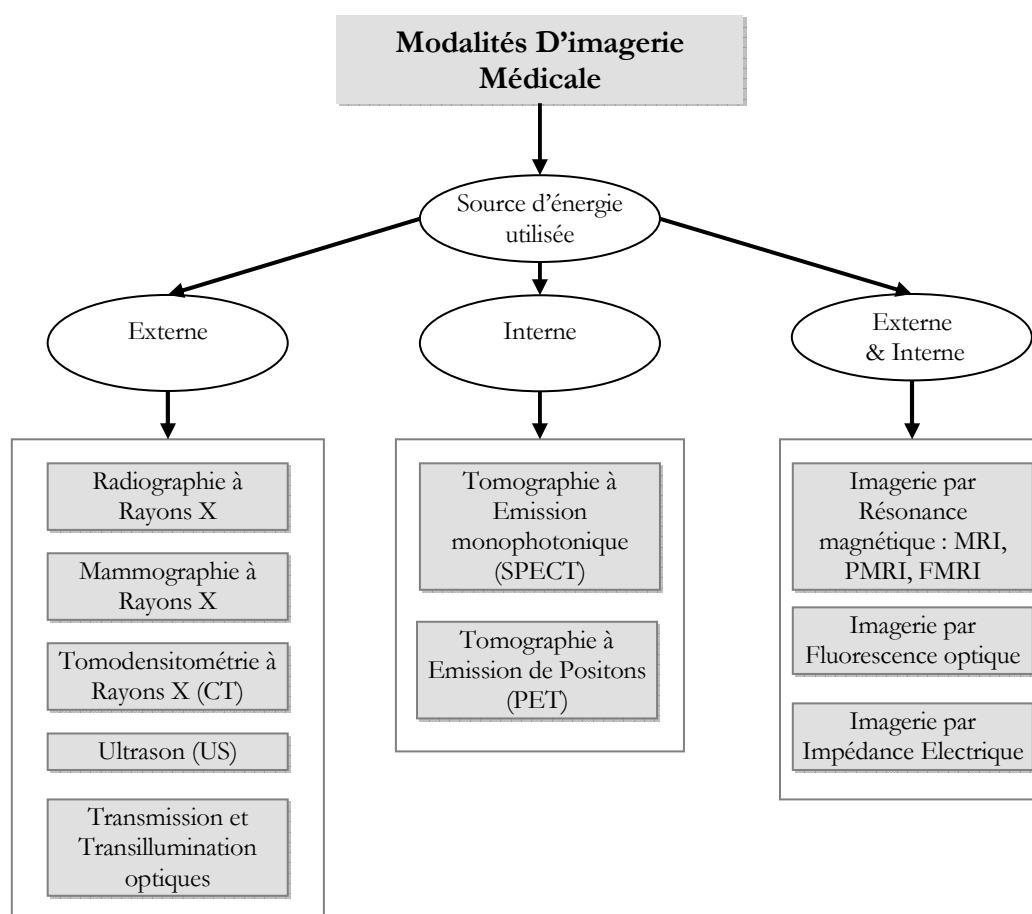 Modalités D'imagerie
Médicale
Source d'énergie
utilisée
Externe
Interne
Externe
& Interne
Radiographie à
Rayons X
Mammographie à
Rayons X
Tomodensitométrie à
Rayons X (CT)
Ultrason (US)
Transmission et
Transillumination
optiques
Tomographie à
Emission
monophotonique
(SPECT)
Tomographie à
Emission de Positons
(PET)
Imagerie par
Résonance
magnétique : MRI,
PMRI, FMRI
Imagerie par
Fluorescence optique
Imagerie par
Impédance Electrique